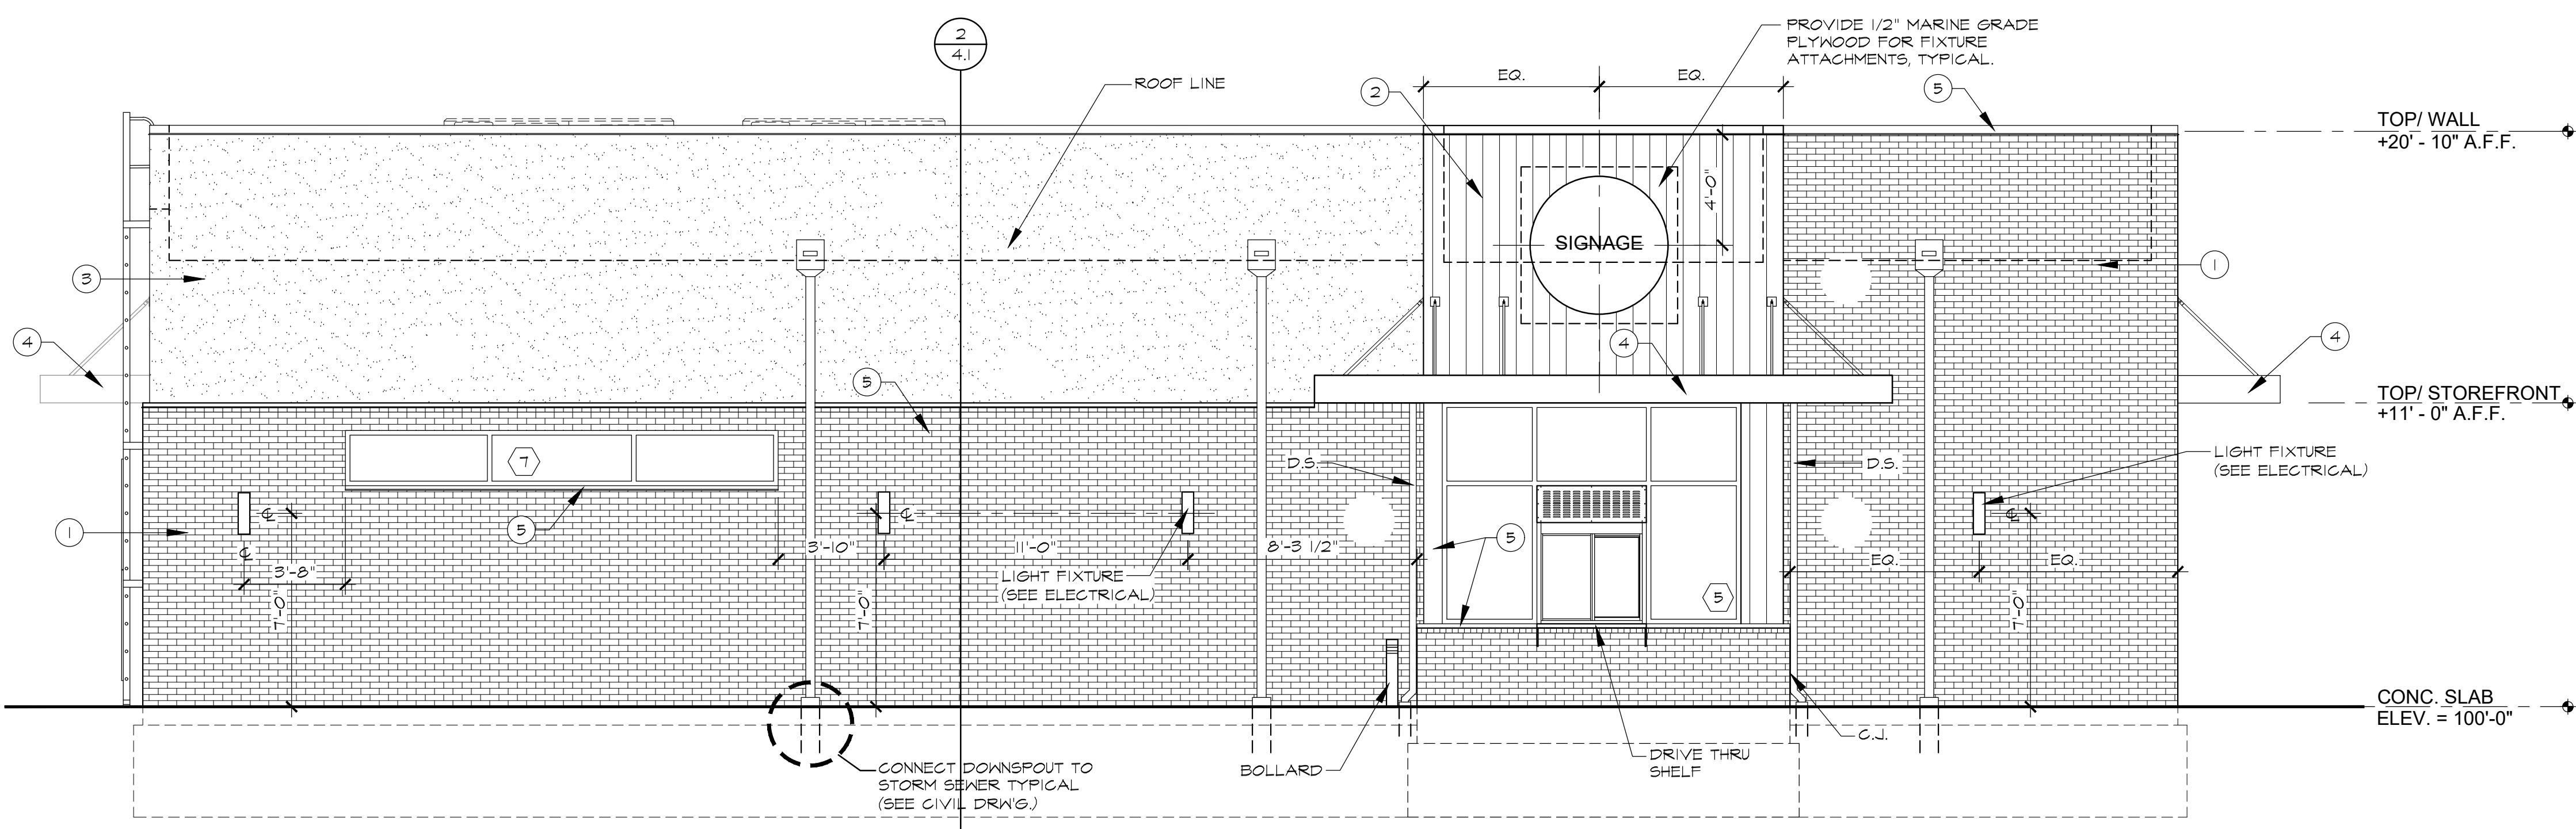 2
4.1
ROOF LINE
PROVIDE 1/2" MARINE GRADE
PLYWOOD FOR FIXTURE
ATTACHMENTS, TYPICAL.
EQ.
EQ.
2
5
TOP/ WALL
+20' - 10" A.F.F.
4'-0"
SIGNAGE
3
1
4
4
4
5
TOP/ STOREFRONT
+11' - 0" A.F.F.
7
D.S.
D.S.
LIGHT FIXTURE
(SEE ELECTRICAL)
1
℄
℄
℄
5
5
℄
3'-10"
11'-0"
8'-3 1/2"
EQ.
EQ.
3'-8"
LIGHT FIXTURE
(SEE ELECTRICAL)
7'-0"
7'-0"
5
7'-0"
CONC. SLAB
ELEV. = 100'-0"
C.J.
CONNECT DOWNSPOUT TO
STORM SEWER TYPICAL
(SEE CIVIL DRW'G.)
BOLLARD
DRIVE THRU
SHELF